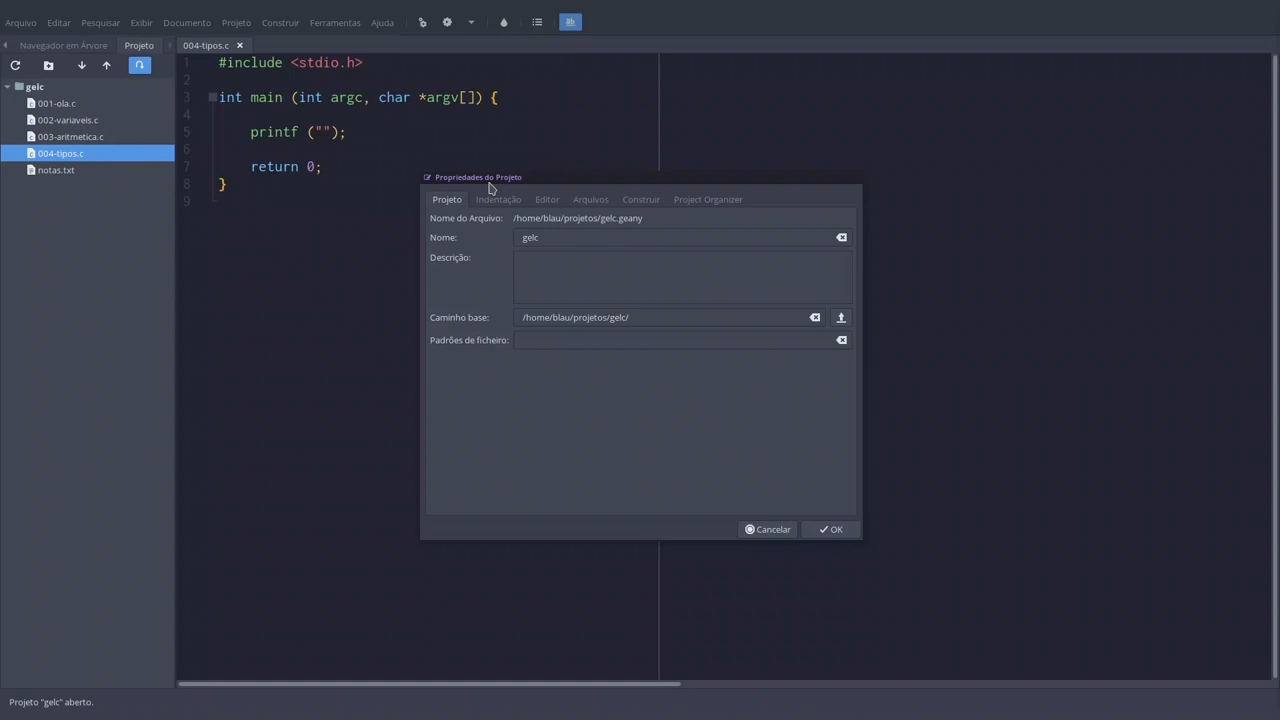 Arquivo Editar Pesquisar Exibir Documento Projeto Construir Ferramentas Ajuda
Navegador em Árvore Projeto 004-tipos.c
gelc
001-ola.c
002-variaveis.c
003-aritmetica.c
004-tipos.c
notas.txt
1 #include <stdio.h>
2
3 int main (int argc, char *argv[]) {
4
5 printf ("");
6
7 return 0;
8 }
9
Propriedades do Projeto
Projeto Indentação Editor Arquivos Construir Project Organizer
Nome do Arquivo: /home/blau/projetos/gelc.geany
Nome: gelc
Descrição:
Caminho base: /home/blau/projetos/gelc/
Padrões de ficheiro:
Cancelar OK
Projeto "gelc" aberto.